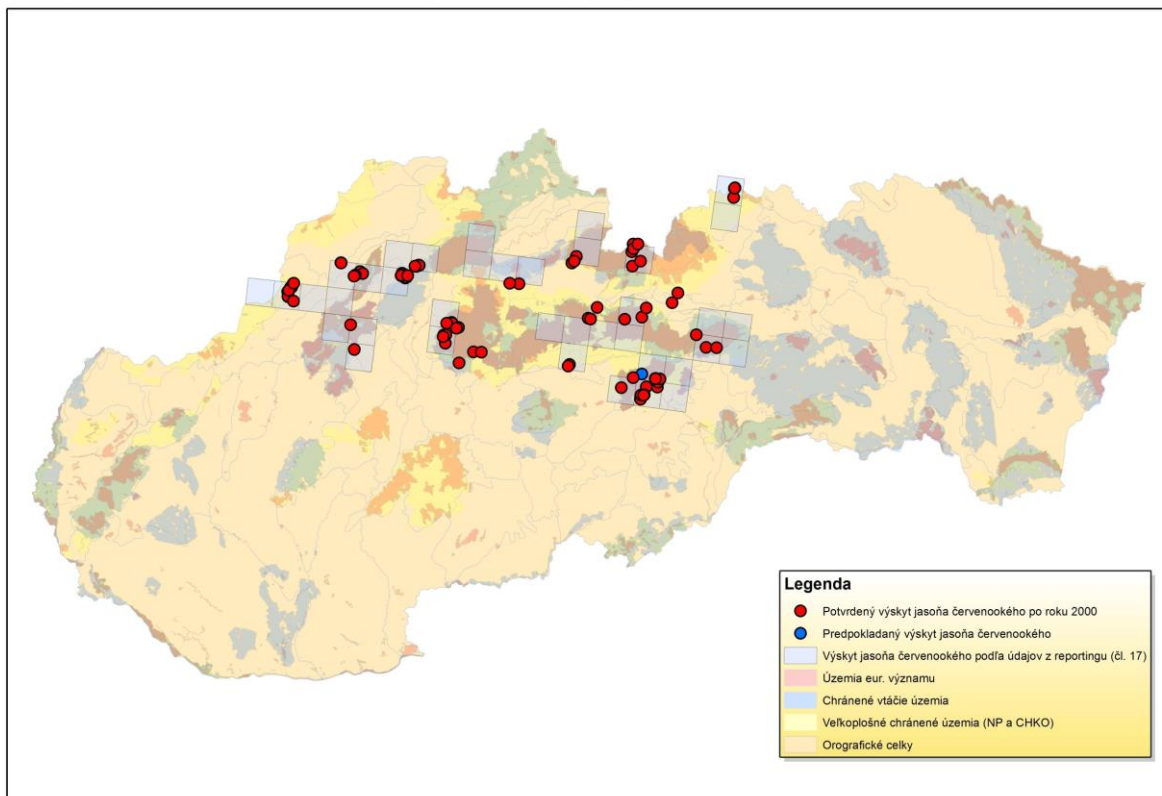 Legenda
Potvrdený výskyt jasoňa červenookého po roku 2000
Predpokladaný výskyt jasoňa červenookého
Výskyt jasoňa červenookého podľa údajov z reportingu (čl. 17)
Územia eur. významu
Chránené vtáčie územia
Veľkoplošné chránené územia (NP a CHKO)
Orografické celky